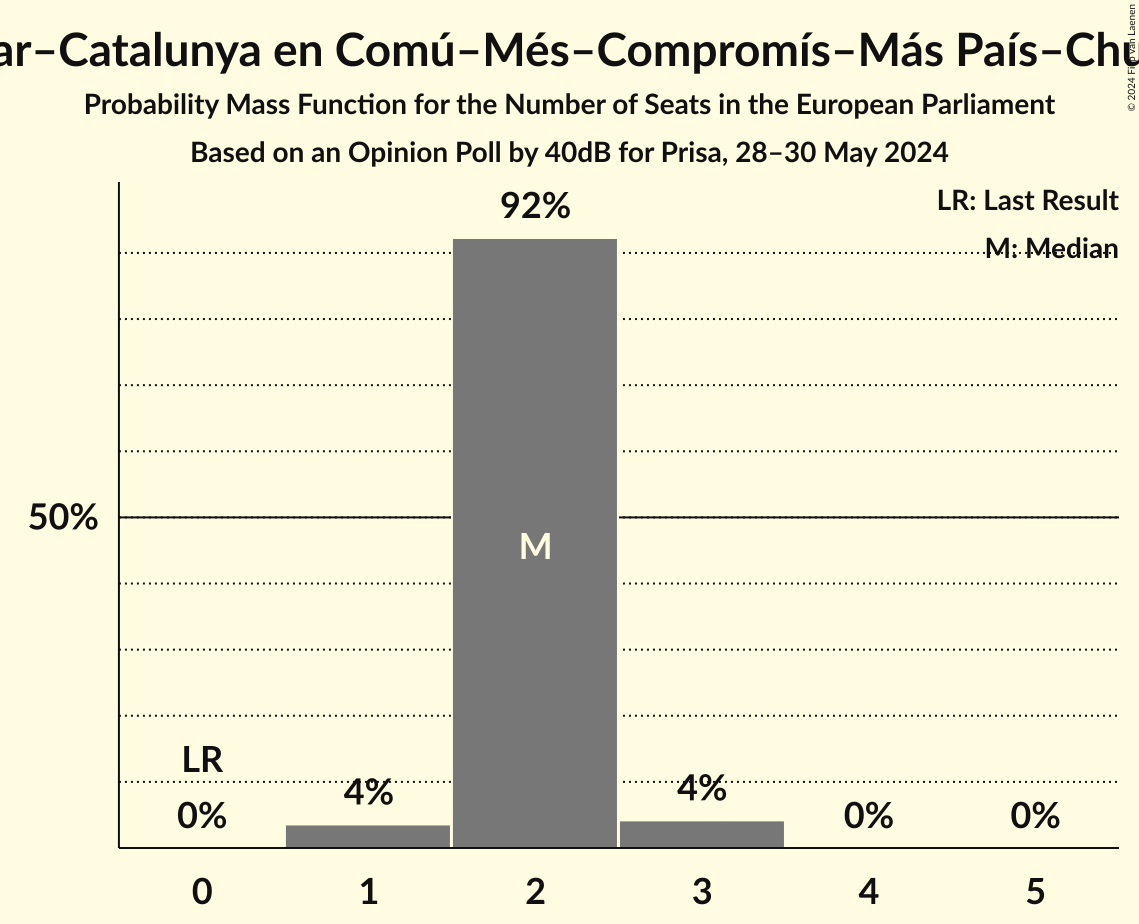 ar–Catalunya en Comú–Més–Compromís–Más País–Chu
Probability Mass Function for the Number of Seats in the European Parliament
Based on an Opinion Poll by 40dB for Prisa, 28–30 May 2024
© 2024 Filip van Laenen
LR: Last Result
M: Median
92%
50%
M
LR
0%
4%
4%
0%
0%
0
1
2
3
4
5